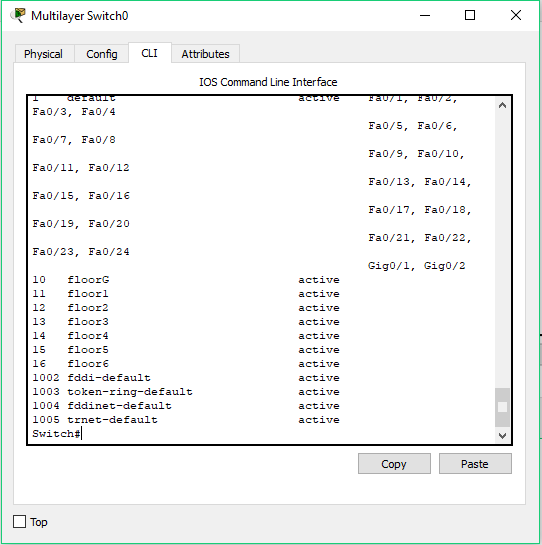 Multilayer Switch0
Physical Config CLI Attributes
IOS Command Line Interface
1 default active Fa0/1, Fa0/2,
Fa0/3, Fa0/4
Fa0/5, Fa0/6,
Fa0/7, Fa0/8
Fa0/9, Fa0/10,
Fa0/11, Fa0/12
Fa0/13, Fa0/14,
Fa0/15, Fa0/16
Fa0/17, Fa0/18,
Fa0/19, Fa0/20
Fa0/21, Fa0/22,
Fa0/23, Fa0/24
Gig0/1, Gig0/2
10 floorG active
11 floor1 active
12 floor2 active
13 floor3 active
14 floor4 active
15 floor5 active
16 floor6 active
1002 fddi-default active
1003 token-ring-default active
1004 fddinet-default active
1005 trnet-default active
Switch#
Copy Paste
Top